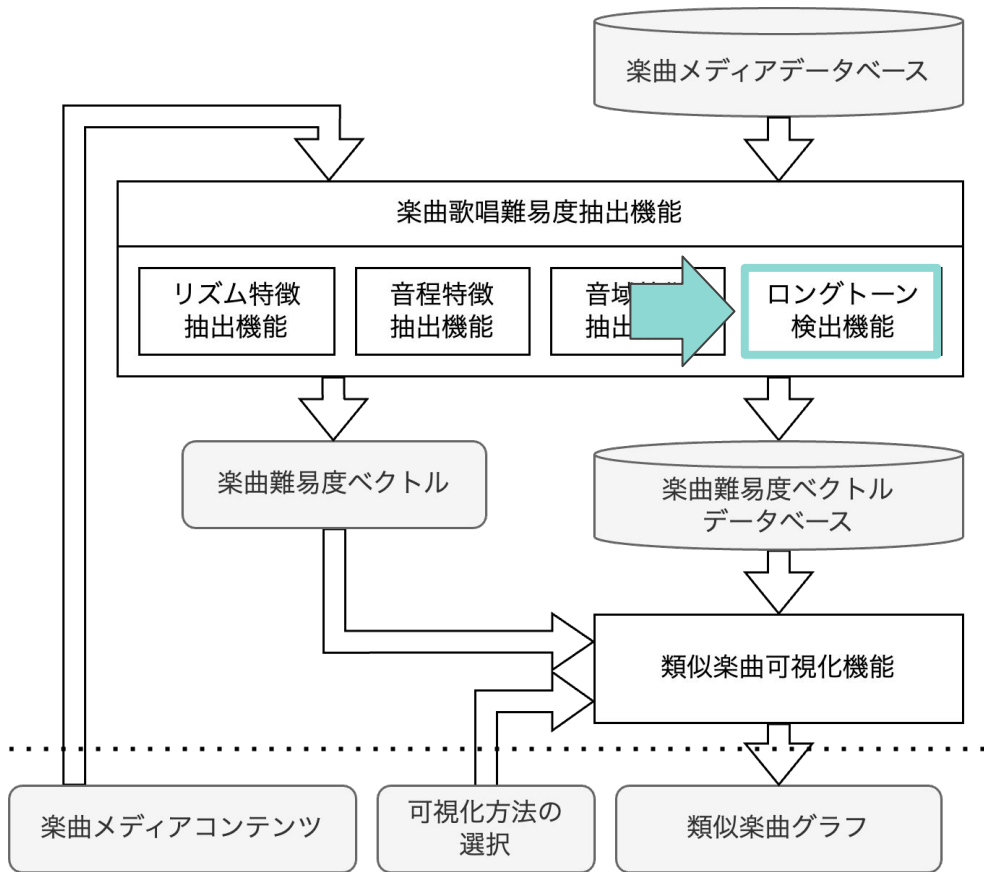 楽曲メディアデータベース
楽曲歌唱難易度抽出機能
リズム特徴
抽出機能
音程特徴
抽出機能
音域
抽出
ロングトーン
検出機能
楽曲難易度ベクトル
楽曲難易度ベクトル
データベース
類似楽曲可視化機能
楽曲メディアコンテンツ
可視化方法の
選択
類似楽曲グラフ